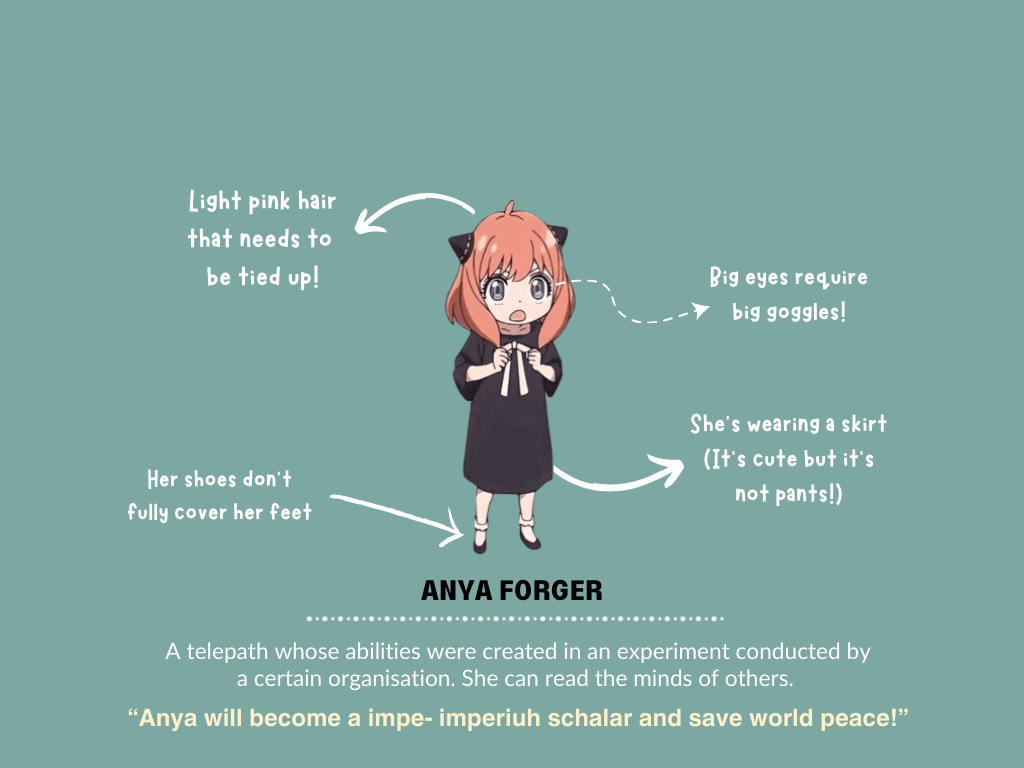 Light pink hair
that needs to
be tied up!
Big eyes require
big goggles!
She's wearing a skirt
(It's cute but it's
not pants!)
Her shoes don't
fully cover her feet
ANYA FORGER
A telepath whose abilities were created in an experiment conducted by
a certain organisation. She can read the minds of others.
“Anya will become a impe- imperiuh schalar and save world peace!”